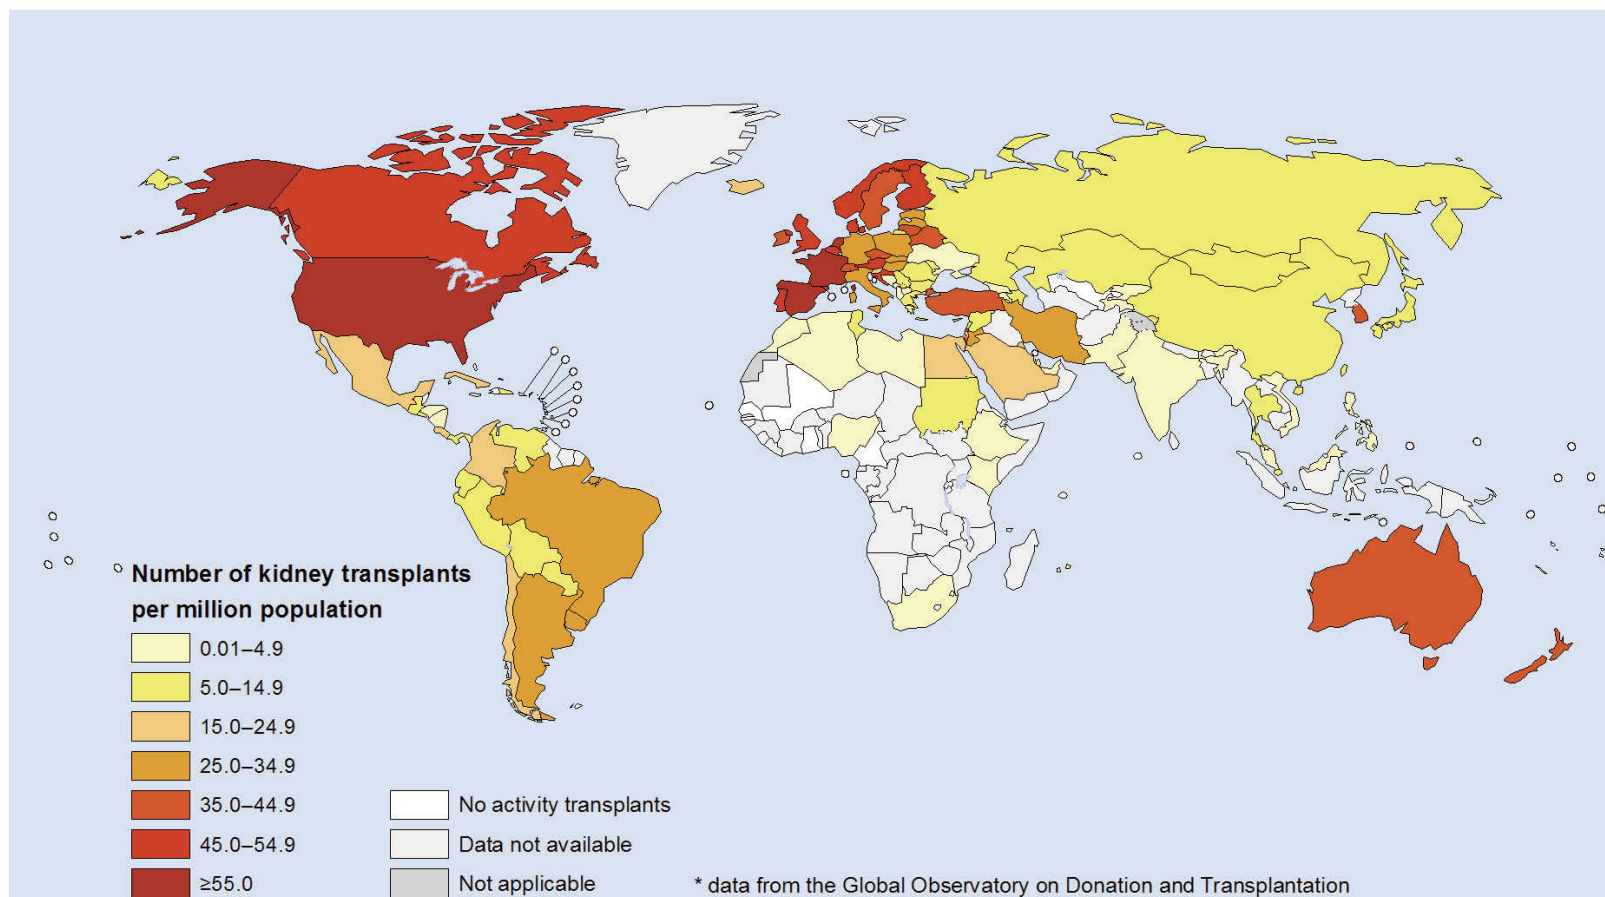 Number of kidney transplants
per million population
0.01–4.9
5.0–14.9
15.0–24.9
25.0–34.9
35.0–44.9
45.0–54.9
≥55.0
No activity transplants
Data not available
Not applicable
* data from the Global Observatory on Donation and Transplantation